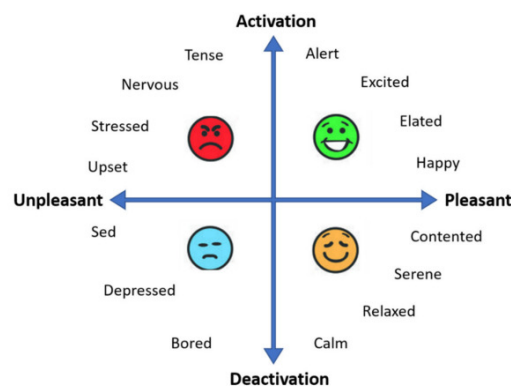 Activation
Tense
Alert
Nervous
Excited
Stressed
Elated
Upset
Happy
Unpleasant
Pleasant
Sed
Contented
Serene
Depressed
Relaxed
Bored
Calm
Deactivation